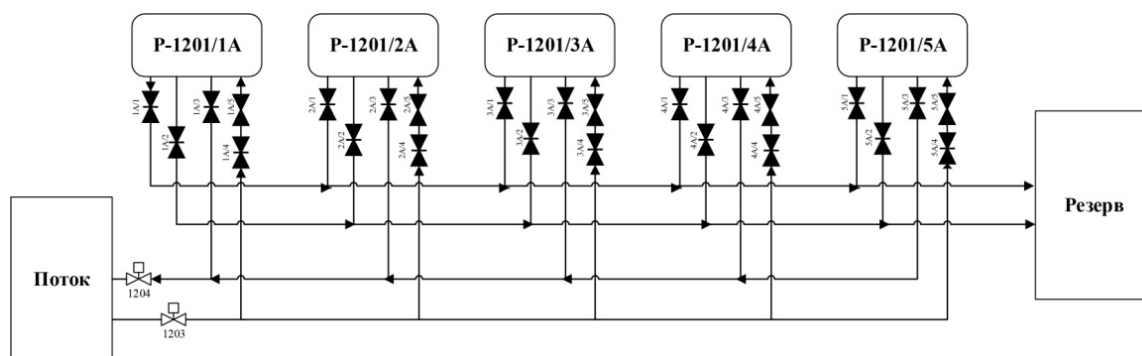 Р-1201/1А
Р-1201/2А
Р-1201/3А
Р-1201/4А
Р-1201/5А
1А/1
1А/2
1А/3
1А/5
1А/4
2А/1
2А/2
2А/3
2А/5
2А/4
3А/1
3А/2
3А/3
3А/5
3А/4
4А/1
4А/2
4А/3
4А/5
4А/4
5А/1
5А/2
5А/3
5А/5
5А/4
Поток
Резерв
1204
1203